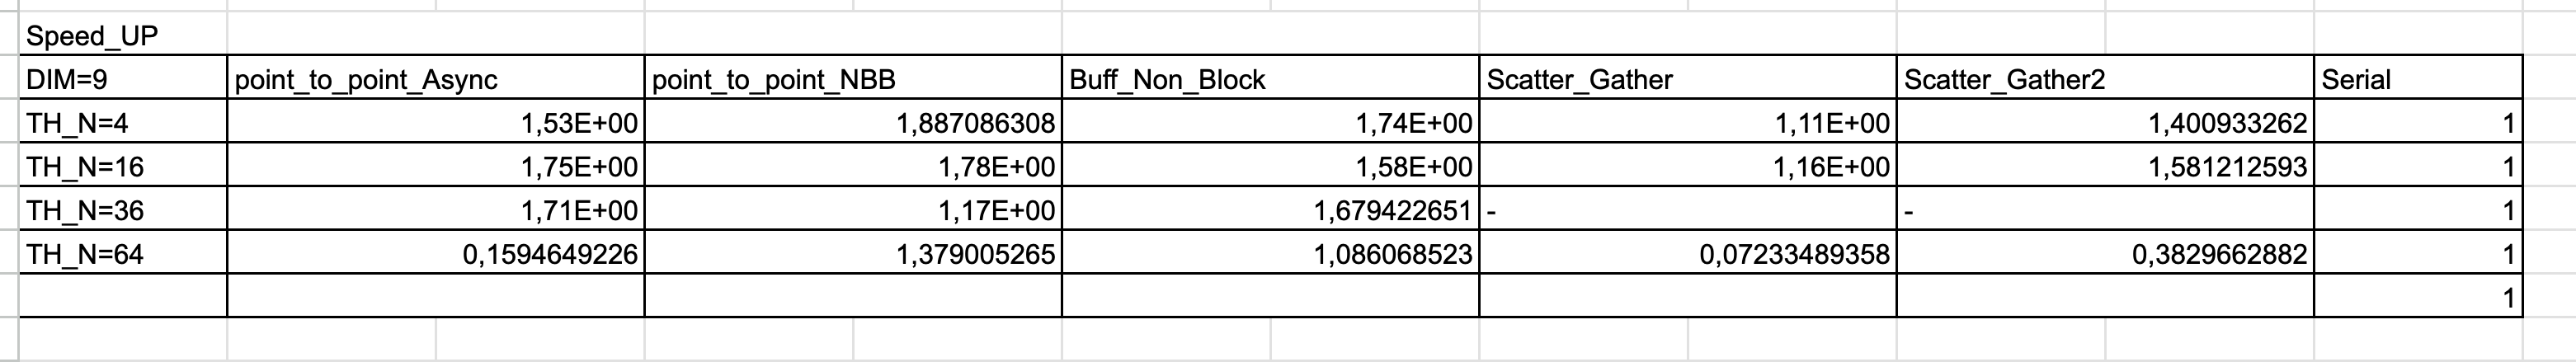 Speed_UP
DIM=9 point_to_point_Async point_to_point_NBB Buff_Non_Block Scatter_Gather Scatter_Gather2 Serial
TH_N=4 1,53E+00 1,887086308 1,74E+00 1,11E+00 1,400933262 1
TH_N=16 1,75E+00 1,78E+00 1,58E+00 1,16E+00 1,581212593 1
TH_N=36 1,71E+00 1,17E+00 1,679422651 - - 1
TH_N=64 0,1594649226 1,379005265 1,086068523 0,07233489358 0,3829662882 1
1